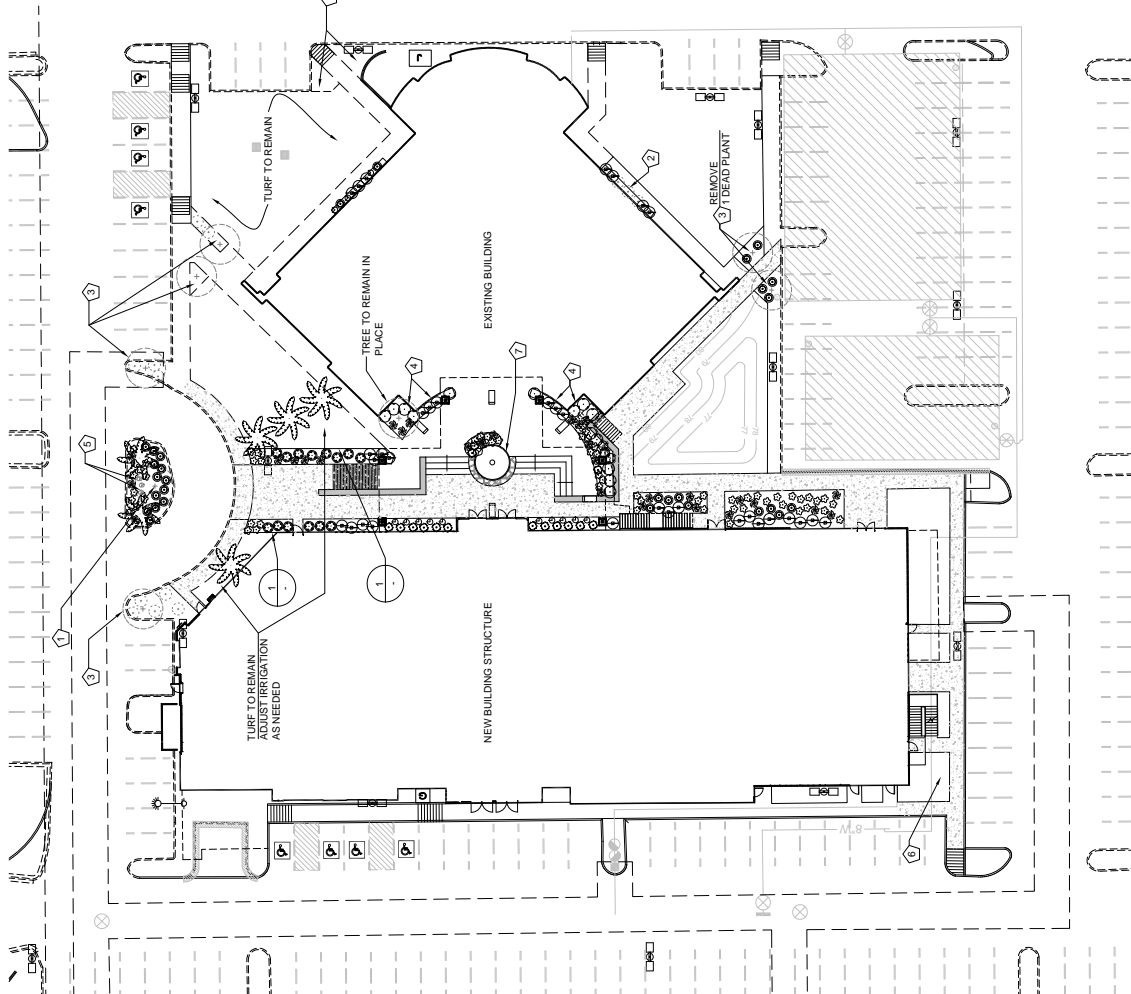 TURF TO REMAIN
2
REMOVE
1 DEAD PLANT
3
3
TREE TO REMAIN IN
PLACE
EXISTING BUILDING
4
7
4
5
1
1
-
1
-
3
TURF TO REMAIN
ADJUST IRRIGATION
AS NEEDED
NEW BUILDING STRUCTURE
6
8"W